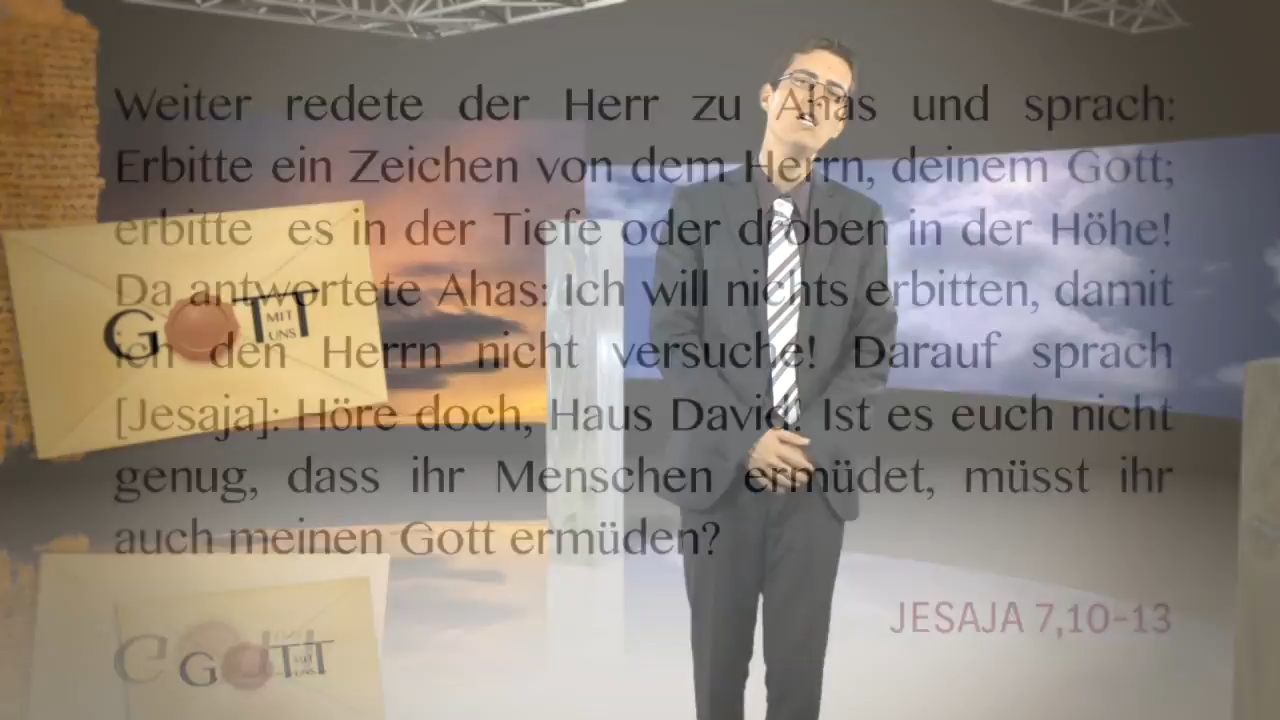 Weiter redete der Herr zu Ahas und sprach:
Erbitte ein Zeichen von dem Herrn, deinem Gott;
erbitte es in der Tiefe oder droben in der Höhe!
Da antwortete Ahas: Ich will nichts erbitten, damit
ich den Herrn nicht versuche! Darauf sprach
[Jesaja]: Höre doch, Haus David! Ist es euch nicht
genug, dass ihr Menschen ermüdet, müsst ihr
auch meinen Gott ermüden?
JESAJA 7,10-13
GOTT
MIT
UNS
GOTT
MIT
UNS